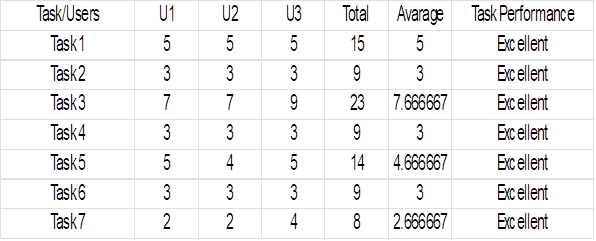 Task/Users U1 U2 U3 Total Avarage Task Performance
Task 1 5 5 5 15 5 Excellent
Task 2 3 3 3 9 3 Excellent
Task 3 7 7 9 23 7.666667 Excellent
Task 4 3 3 3 9 3 Excellent
Task 5 5 4 5 14 4.666667 Excellent
Task 6 3 3 3 9 3 Excellent
Task 7 2 2 4 8 2.666667 Excellent